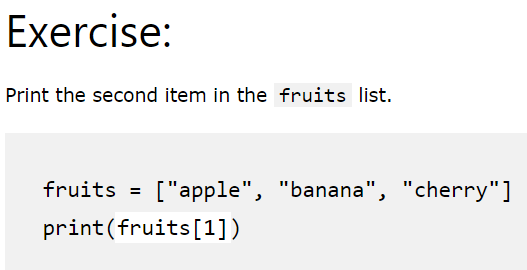 Exercise:
Print the second item in the fruits list.
fruits = ["apple", "banana", "cherry"]
print(fruits[1])